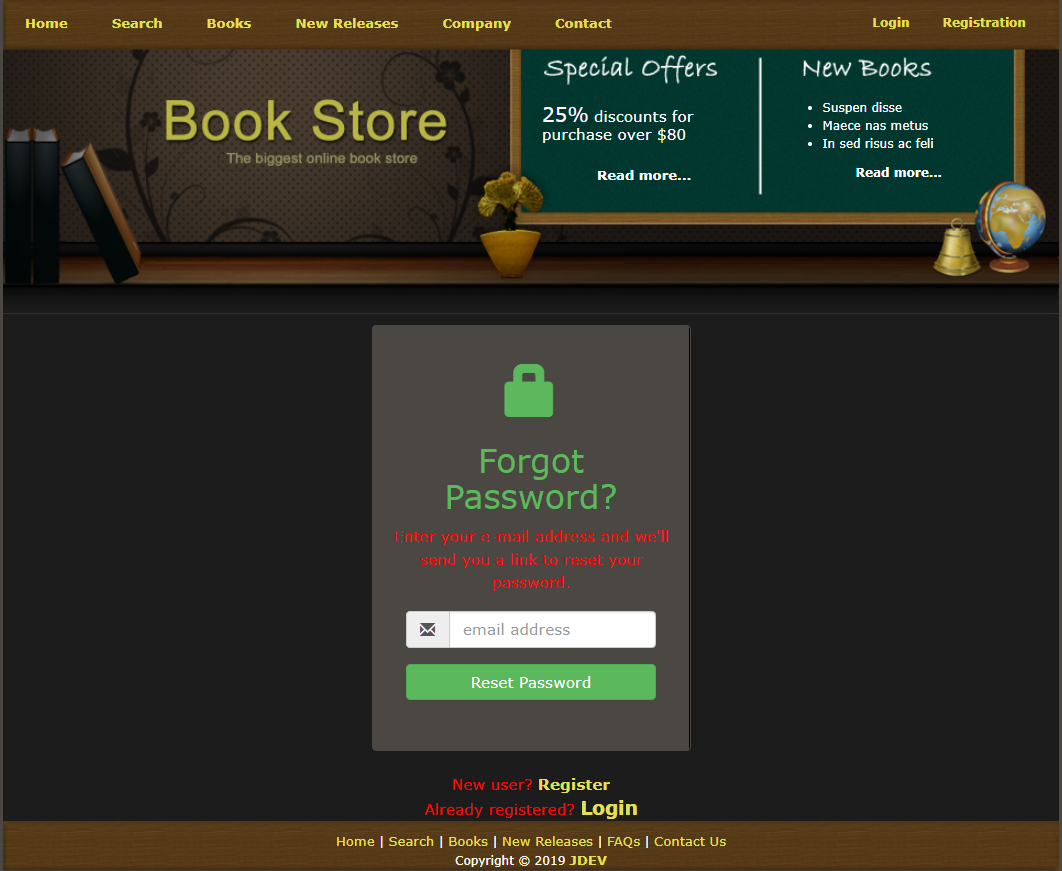 Home Search Books New Releases Company Contact Login Registration
Book Store
The biggest online book store
Special Offers
25% discounts for
purchase over $80
Read more...
New Books
Suspen disse
Maece nas metus
In sed risus ac feli
Read more...
Forgot
Password?
Enter your e-mail address and we'll
send you a link to reset your
password.
email address
Reset Password
New user? Register
Already registered? Login
Home | Search | Books | New Releases | FAQs | Contact Us
Copyright © 2019 JDEV